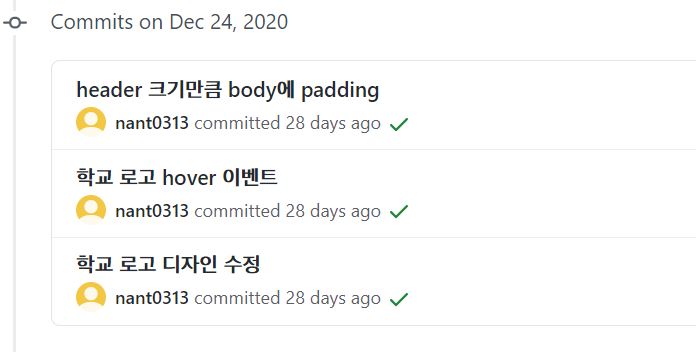 Commits on Dec 24, 2020
header 크기만큼 body에 padding
nant0313 committed 28 days ago
학교 로고 hover 이벤트
nant0313 committed 28 days ago
학교 로고 디자인 수정
nant0313 committed 28 days ago